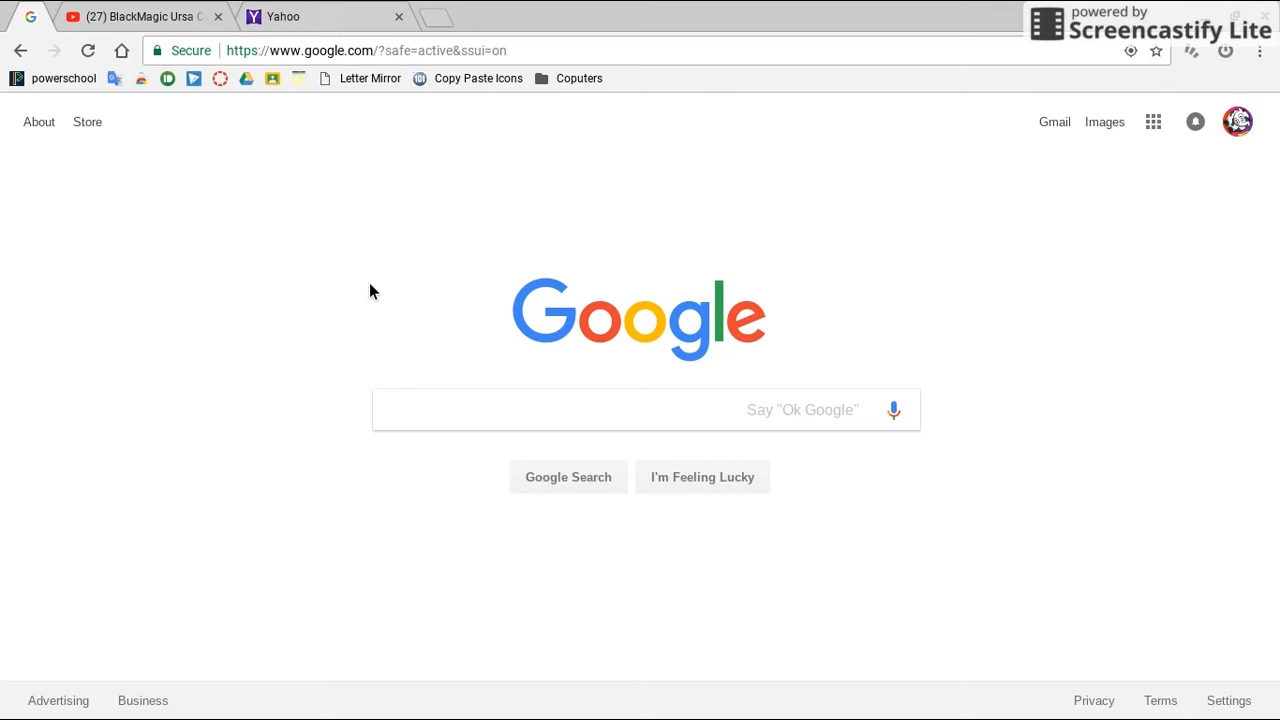 (27) BlackMagic Ursa C
Yahoo
powered by
Screencastify Lite
Secure https://www.google.com/?safe=active&ssui=on
powerschool Letter Mirror Copy Paste Icons Coputers
About Store Gmail Images
Google
Say "Ok Google"
Google Search I'm Feeling Lucky
Advertising Business Privacy Terms Settings